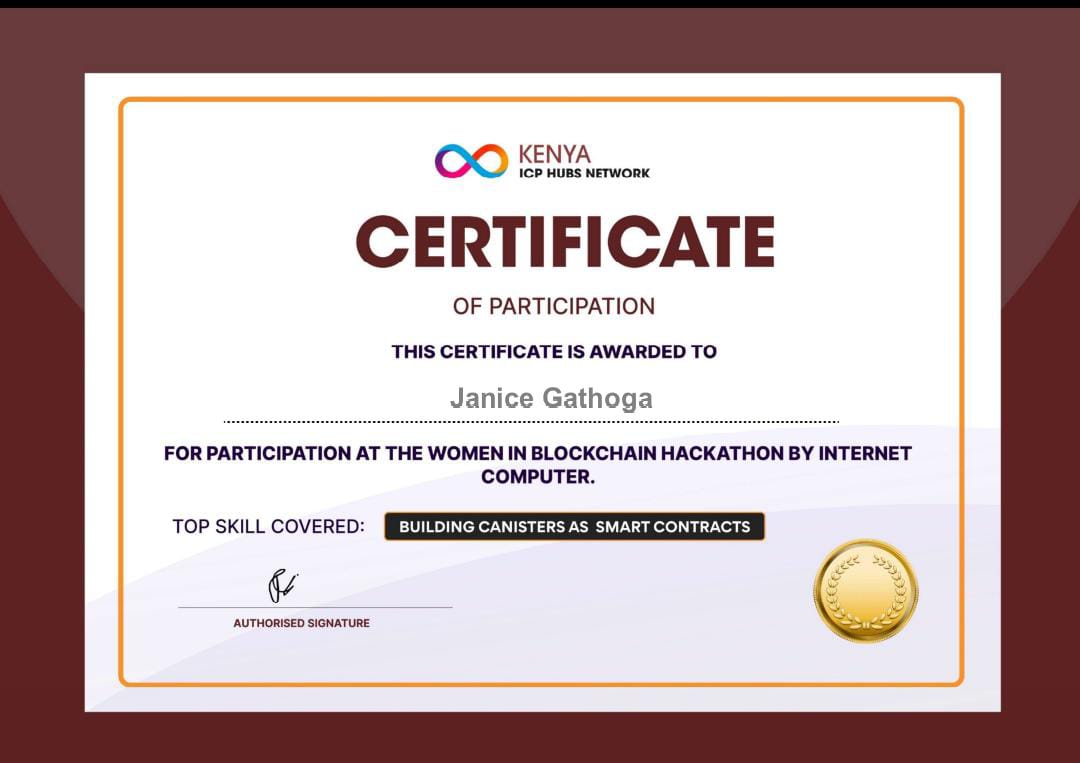 KENYA
ICP HUBS NETWORK
CERTIFICATE
OF PARTICIPATION
THIS CERTIFICATE IS AWARDED TO
Janice Gathoga
FOR PARTICIPATION AT THE WOMEN IN BLOCKCHAIN HACKATHON BY INTERNET
COMPUTER.
TOP SKILL COVERED: BUILDING CANISTERS AS SMART CONTRACTS
AUTHORISED SIGNATURE